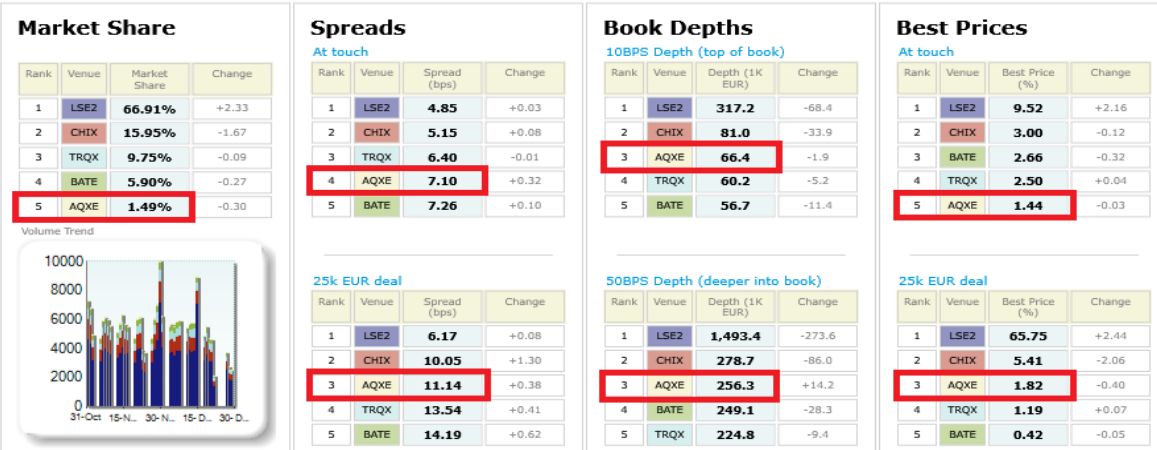 Market Share
Rank Venue Market Share Change
1 LSE2 66.91% +2.33
2 CHIX 15.95% -1.67
3 TRQX 9.75% -0.09
4 BATE 5.90% -0.27
5 AQXE 1.49% -0.30
Volume Trend
10000
8000
6000
4000
2000
0
31-Oct 15-N... 30-N... 15-D... 30-D...
Spreads
At touch
Rank Venue Spread (bps) Change
1 LSE2 4.85 +0.03
2 CHIX 5.15 +0.08
3 TRQX 6.40 -0.01
4 AQXE 7.10 +0.32
5 BATE 7.26 +0.10
25k EUR deal
Rank Venue Spread (bps) Change
1 LSE2 6.17 +0.08
2 CHIX 10.05 +1.30
3 AQXE 11.14 +0.38
4 TRQX 13.54 +0.41
5 BATE 14.19 +0.62
Book Depths
10BPS Depth (top of book)
Rank Venue Depth (1K EUR) Change
1 LSE2 317.2 -68.4
2 CHIX 81.0 -33.9
3 AQXE 66.4 -1.9
4 TRQX 60.2 -5.2
5 BATE 56.7 -11.4
50BPS Depth (deeper into book)
Rank Venue Depth (1K EUR) Change
1 LSE2 1,493.4 -273.6
2 CHIX 278.7 -86.0
3 AQXE 256.3 +14.2
4 BATE 249.1 -28.3
5 TRQX 224.8 -9.4
Best Prices
At touch
Rank Venue Best Price (%) Change
1 LSE2 9.52 +2.16
2 CHIX 3.00 -0.12
3 BATE 2.66 -0.32
4 TRQX 2.50 +0.04
5 AQXE 1.44 -0.03
25k EUR deal
Rank Venue Best Price (%) Change
1 LSE2 65.75 +2.44
2 CHIX 5.41 -2.06
3 AQXE 1.82 -0.40
4 TRQX 1.19 +0.07
5 BATE 0.42 -0.05